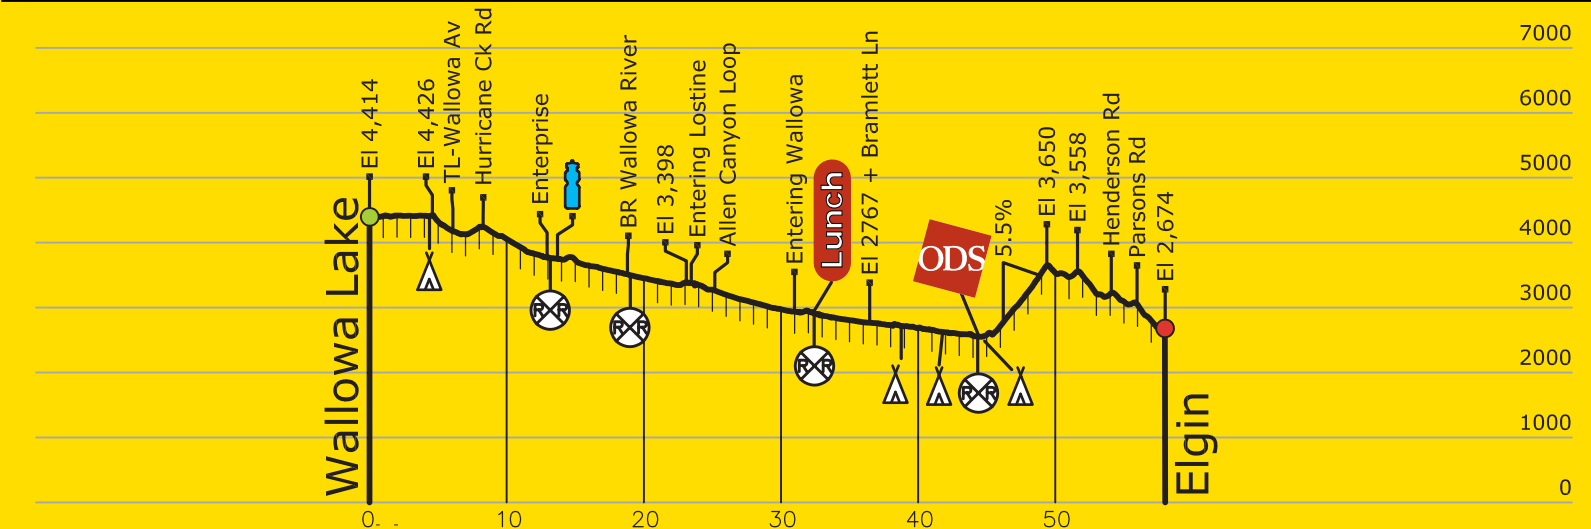 7000
6000
5000
4000
3000
2000
1000
0
Wallowa Lake
El 4,414
El 4,426
TL-Wallowa Av
Hurricane Ck Rd
Enterprise
BR Wallowa River
El 3,398
Entering Lostine
Allen Canyon Loop
Entering Wallowa
Lunch
El 2767 + Bramlett Ln
ODS
5.5%
El 3,650
El 3,558
Henderson Rd
Parsons Rd
El 2,674
Elgin
R R
R R
R R
R R
0
10
20
30
40
50